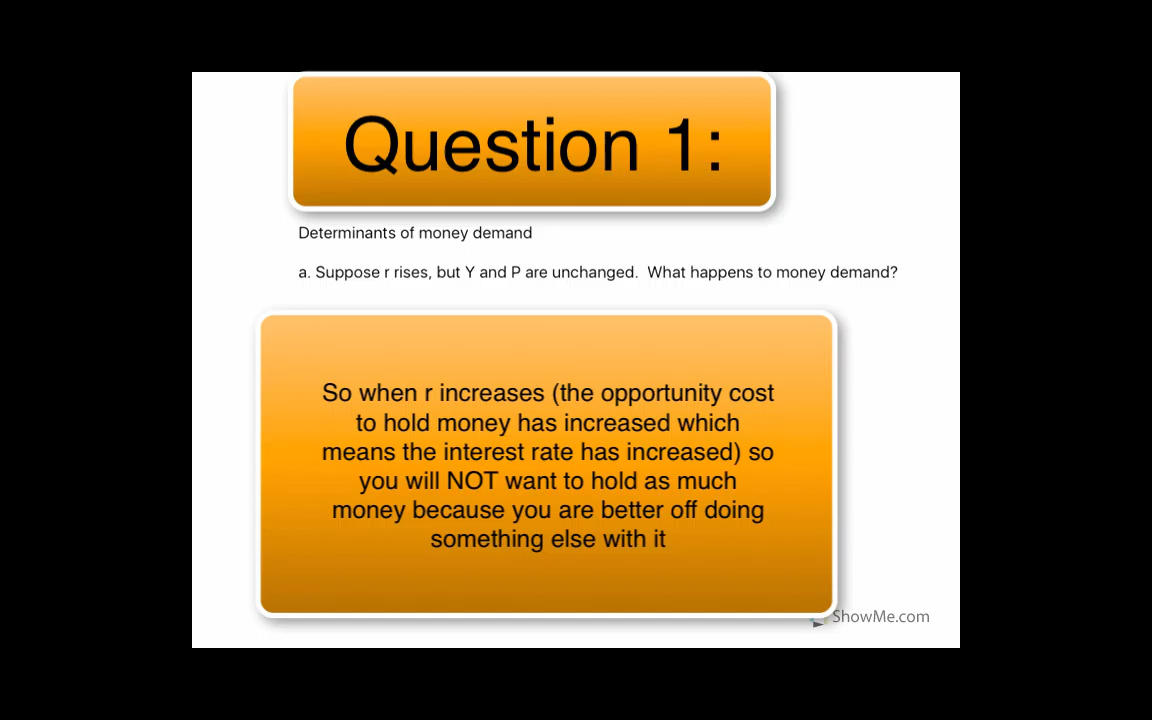 Question 1:
Determinants of money demand
a. Suppose r rises, but Y and P are unchanged.  What happens to money demand?
So when r increases (the opportunity cost
to hold money has increased which
means the interest rate has increased) so
you will NOT want to hold as much
money because you are better off doing
something else with it
ShowMe.com